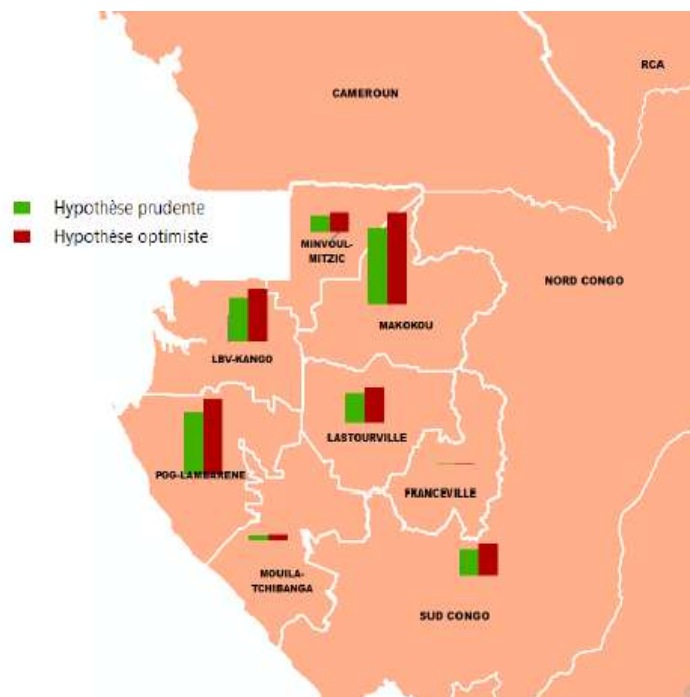 RCA
CAMEROUN
Hypothèse prudente
Hypothèse optimiste
MINVOUL-
MITZIC
NORD CONGO
MAKOKOU
LBV-KANGO
LASTOURVILLE
POG-LAMBARENE
FRANCEVILLE
MOUILA-
TCHIBANGA
SUD CONGO